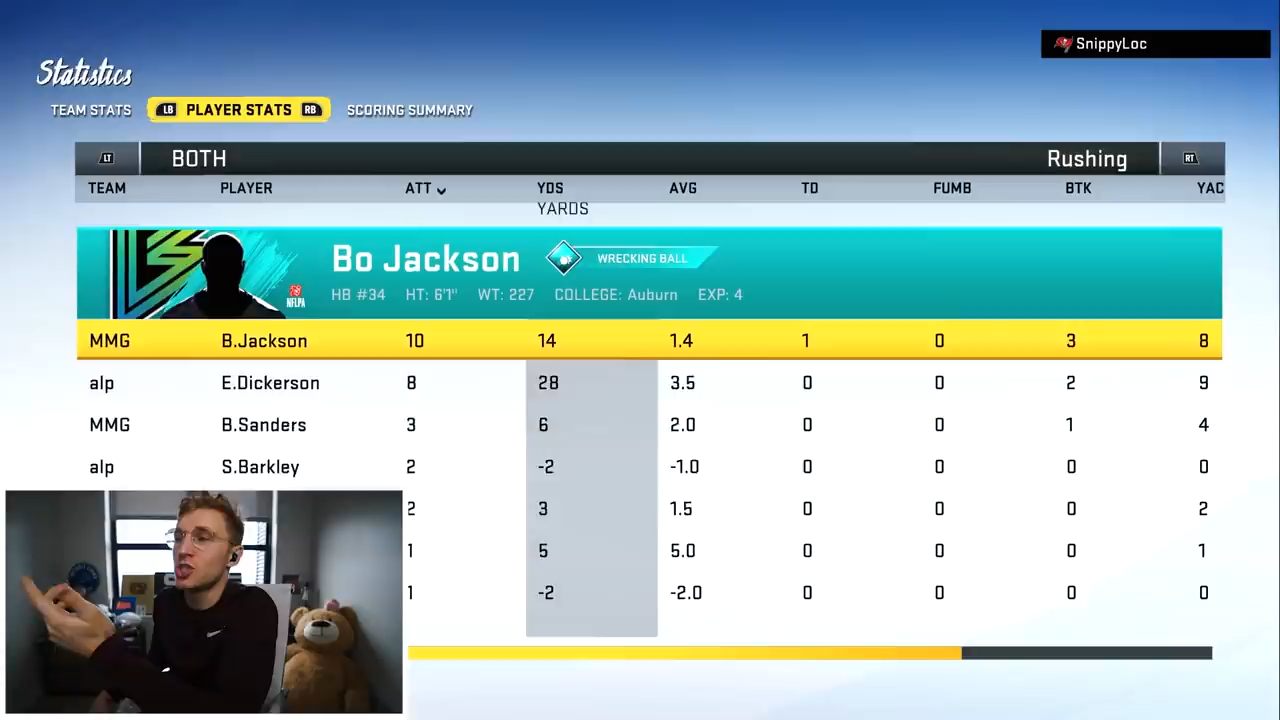 SnippyLoc
Statistics
TEAM STATS LB PLAYER STATS RB SCORING SUMMARY
LT BOTH Rushing RT
TEAM PLAYER ATT YDS AVG TD FUMB BTK YAC
YARDS
Bo Jackson WRECKING BALL
HB #34 HT: 6'1" WT: 227 COLLEGE: Auburn EXP: 4
NFLPA
MMG B.Jackson 10 14 1.4 1 0 3 8
alp E.Dickerson 8 28 3.5 0 0 2 9
MMG B.Sanders 3 6 2.0 0 0 1 4
alp S.Barkley 2 -2 -1.0 0 0 0 0
2 3 1.5 0 0 0 2
1 5 5.0 0 0 0 1
1 -2 -2.0 0 0 0 0